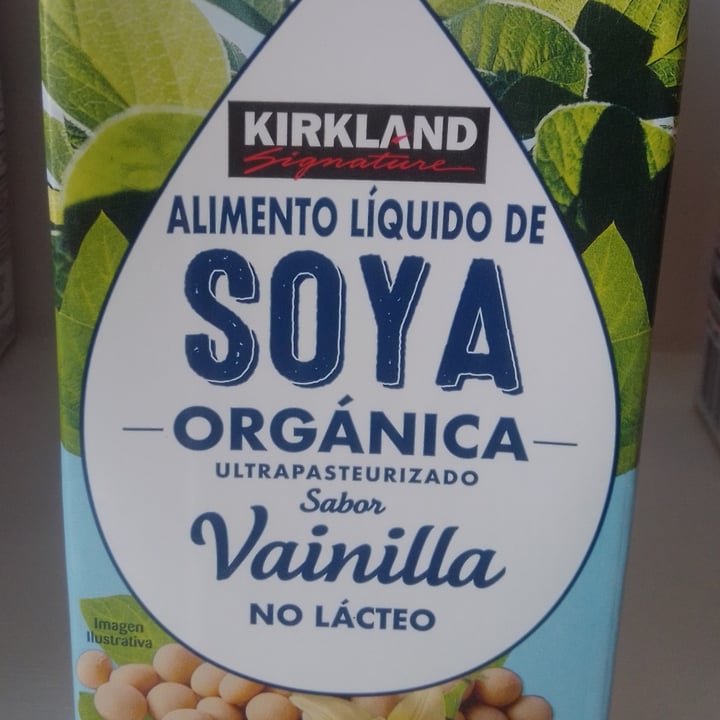 KIRKLAND
Signature
ALIMENTO LÍQUIDO DE
SOYA
ORGÁNICA
ULTRAPASTEURIZADO
Sabor
Vainilla
NO LÁCTEO
Imagen
Ilustrativa